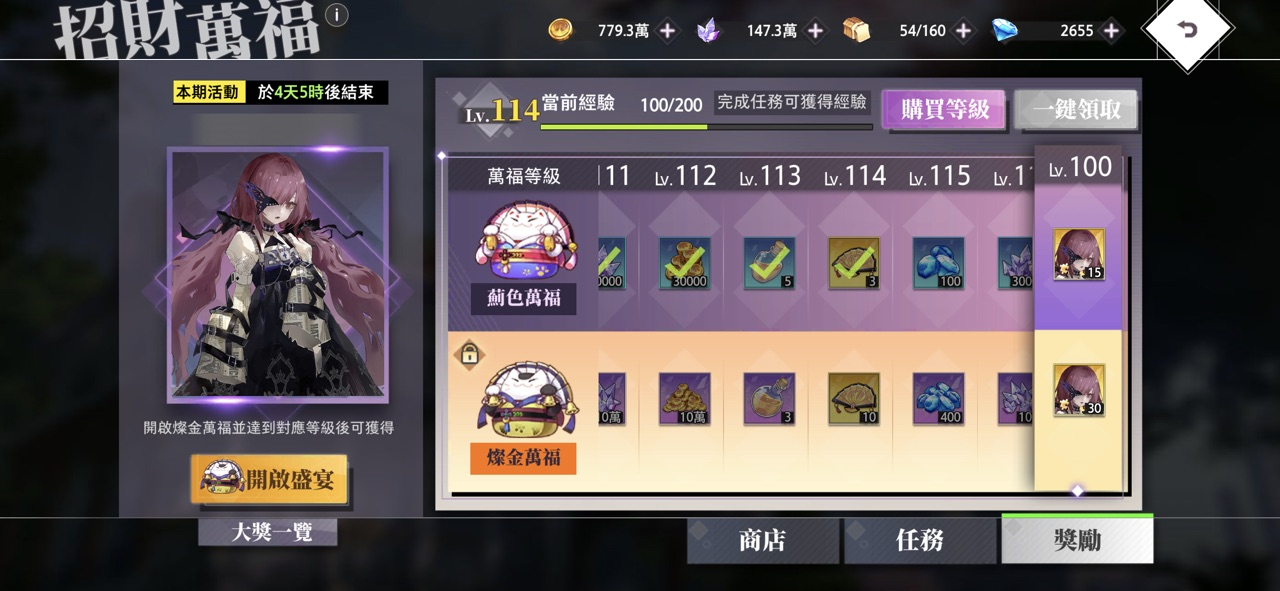 招財萬福
i
779.3萬
147.3萬
54/160
2655
本期活動 於4天5時後結束
開啟燦金萬福並達到對應等級後可獲得
開啟盛宴
大獎一覽
Lv.114 當前經驗 100/200 完成任務可獲得經驗
購買等級
一鍵領取
萬福等級
11 Lv.112 Lv.113 Lv.114 Lv.115 Lv.11 Lv.100
薊色萬福
0000 30000 5 3 100 300 15
燦金萬福
0萬 10萬 3 10 400 10 30
商店
任務
獎勵